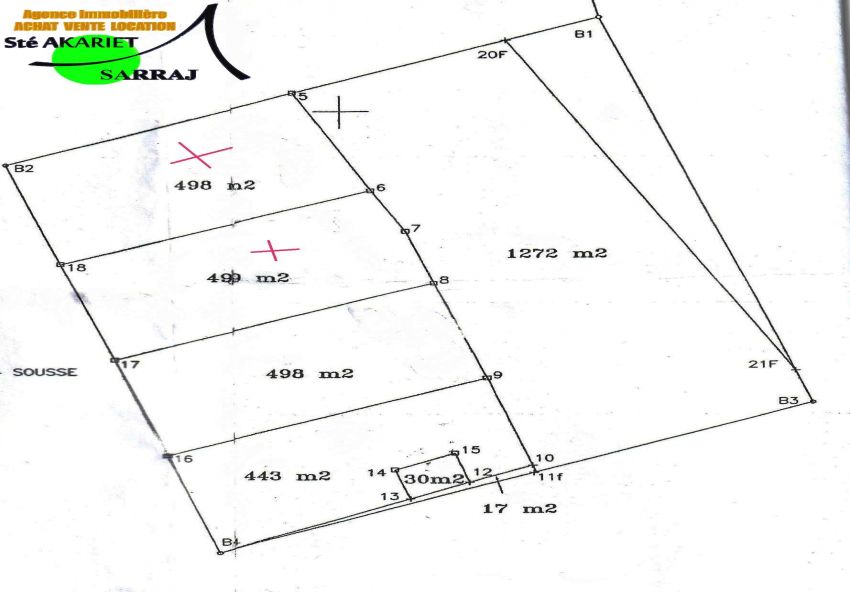 Agence Immobilière
ACHAT VENTE LOCATION
Sté AKARIET
SARRAJ
B1
20F
5
B2
498 m2
6
7
1272 m2
18
499 m2
8
21F
17
SOUSSE
498 m2
9
B3
16
15
10
14
443 m2
30m2
12
11f
13
17 m2
B4